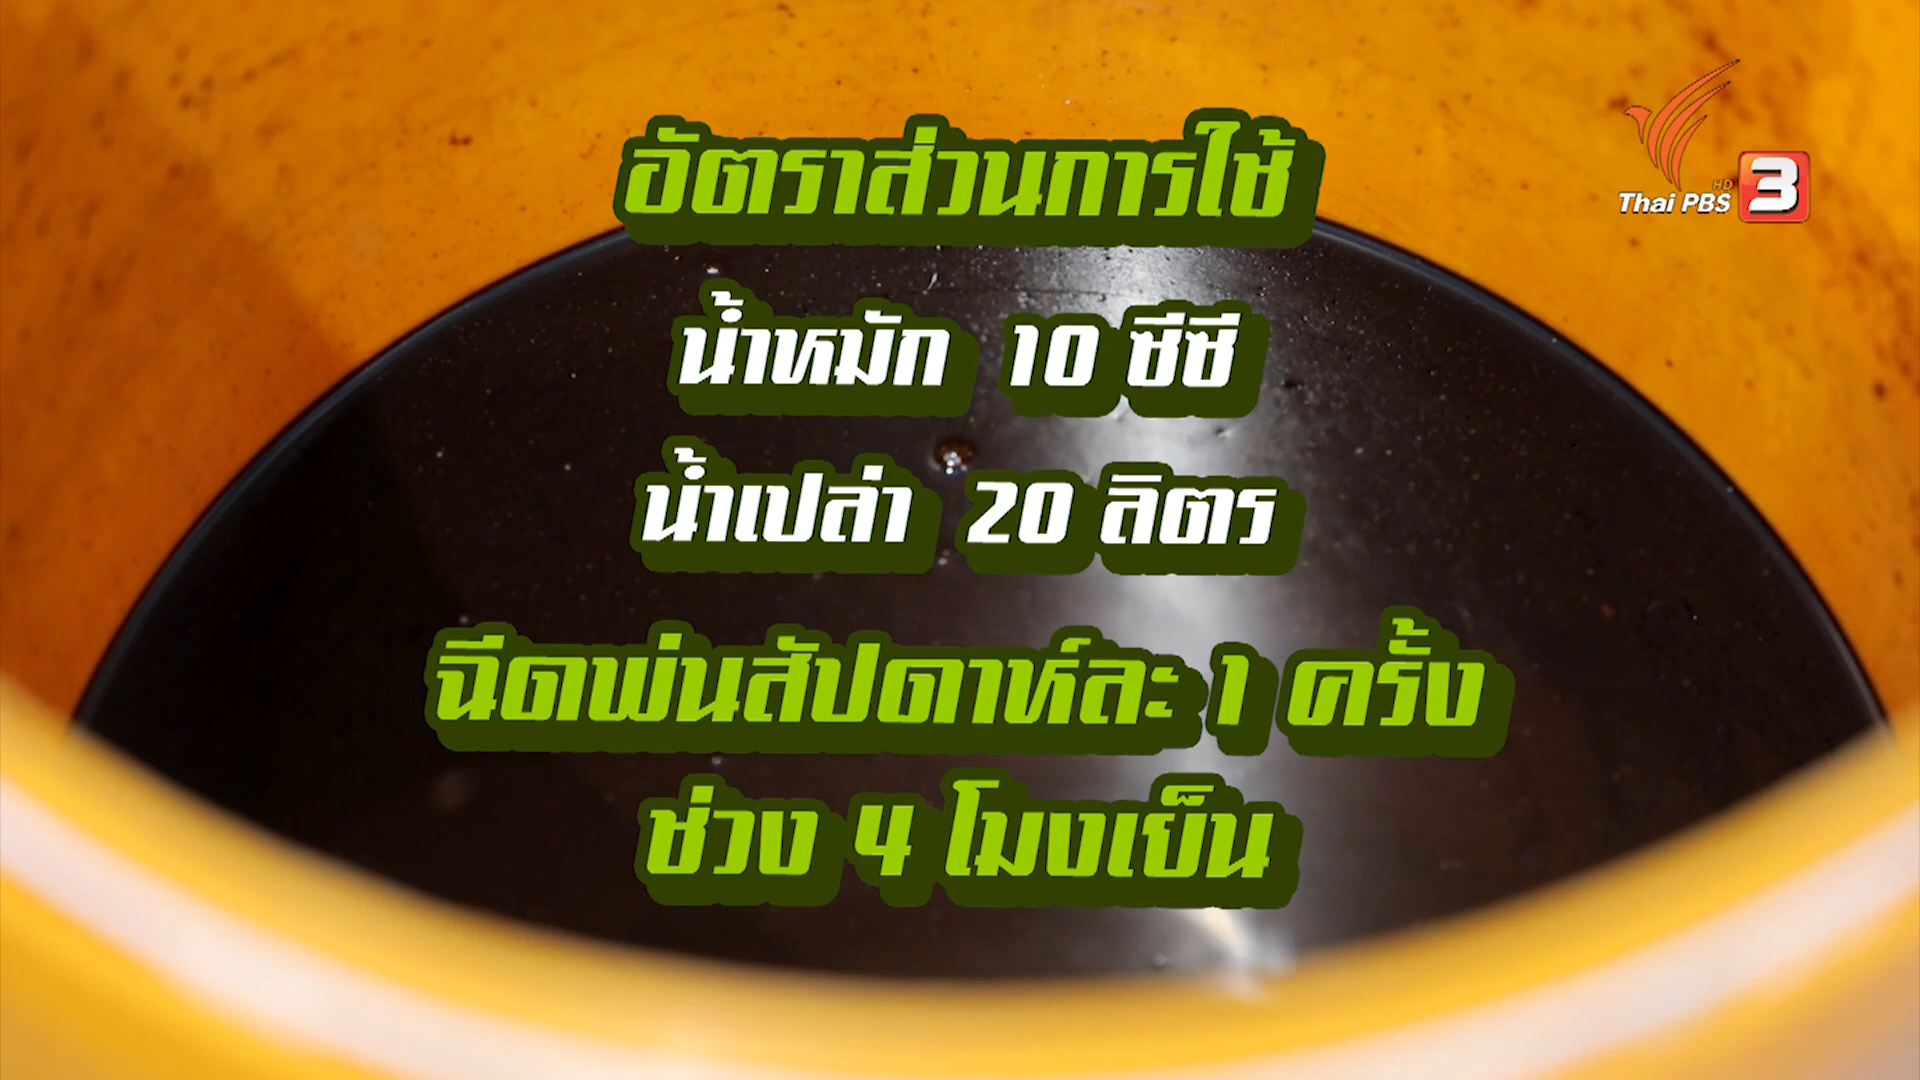 อัตราส่วนการใช้
น้ำหมัก 10 ซีซี
น้ำเปล่า 20 ลิตร
ฉีดพ่นสัปดาห์ละ 1 ครั้ง
ช่วง 4 โมงเย็น
HD
Thai PBS 3